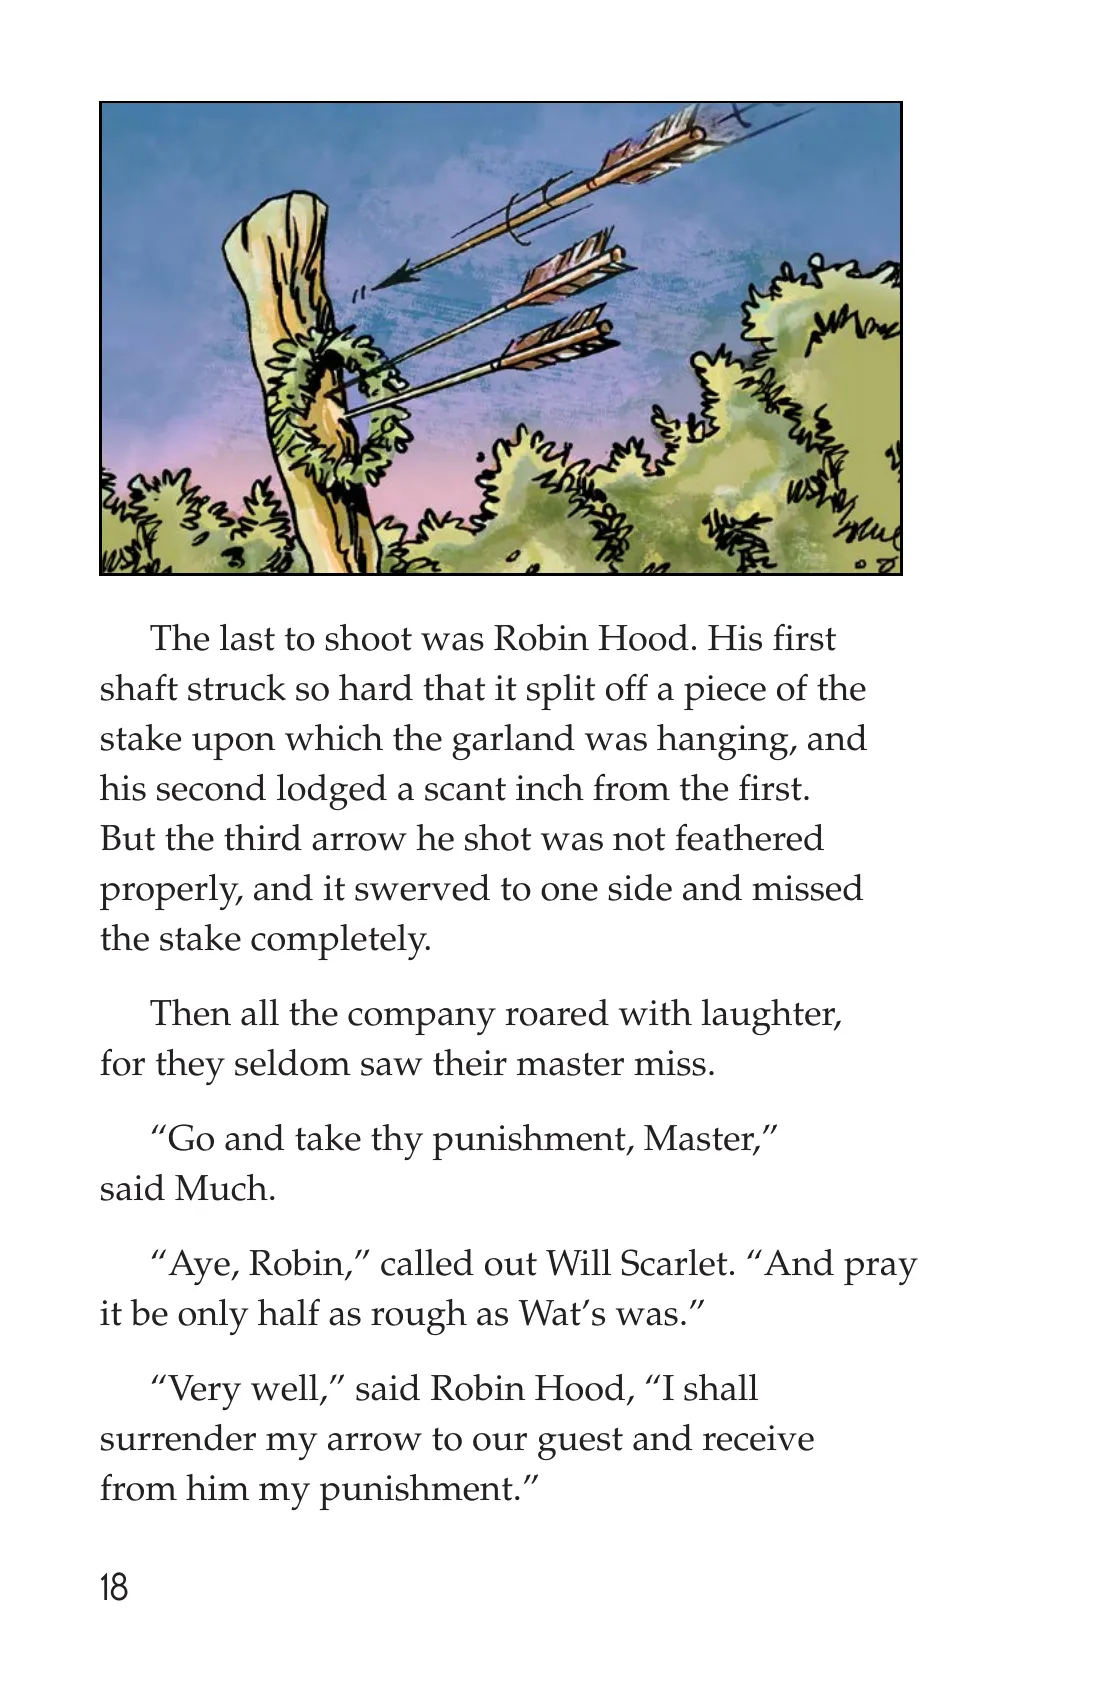 The last to shoot was Robin Hood. His first
shaft struck so hard that it split off a piece of the
stake upon which the garland was hanging, and
his second lodged a scant inch from the first.
But the third arrow he shot was not feathered
properly, and it swerved to one side and missed
the stake completely.
Then all the company roared with laughter,
for they seldom saw their master miss.
“Go and take thy punishment, Master,”
said Much.
“Aye, Robin,” called out Will Scarlet. “And pray
it be only half as rough as Wat’s was.”
“Very well,” said Robin Hood, “I shall
surrender my arrow to our guest and receive
from him my punishment.”
18